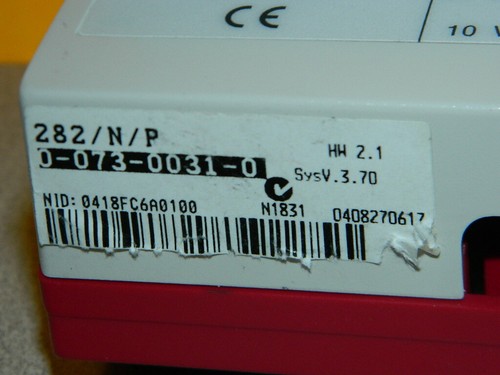 CE
10 V
282/N/P
HW 2.1
0-073-0031-0
SysV.3.70
NID: 0418FC6A0100
N1831
0408270617